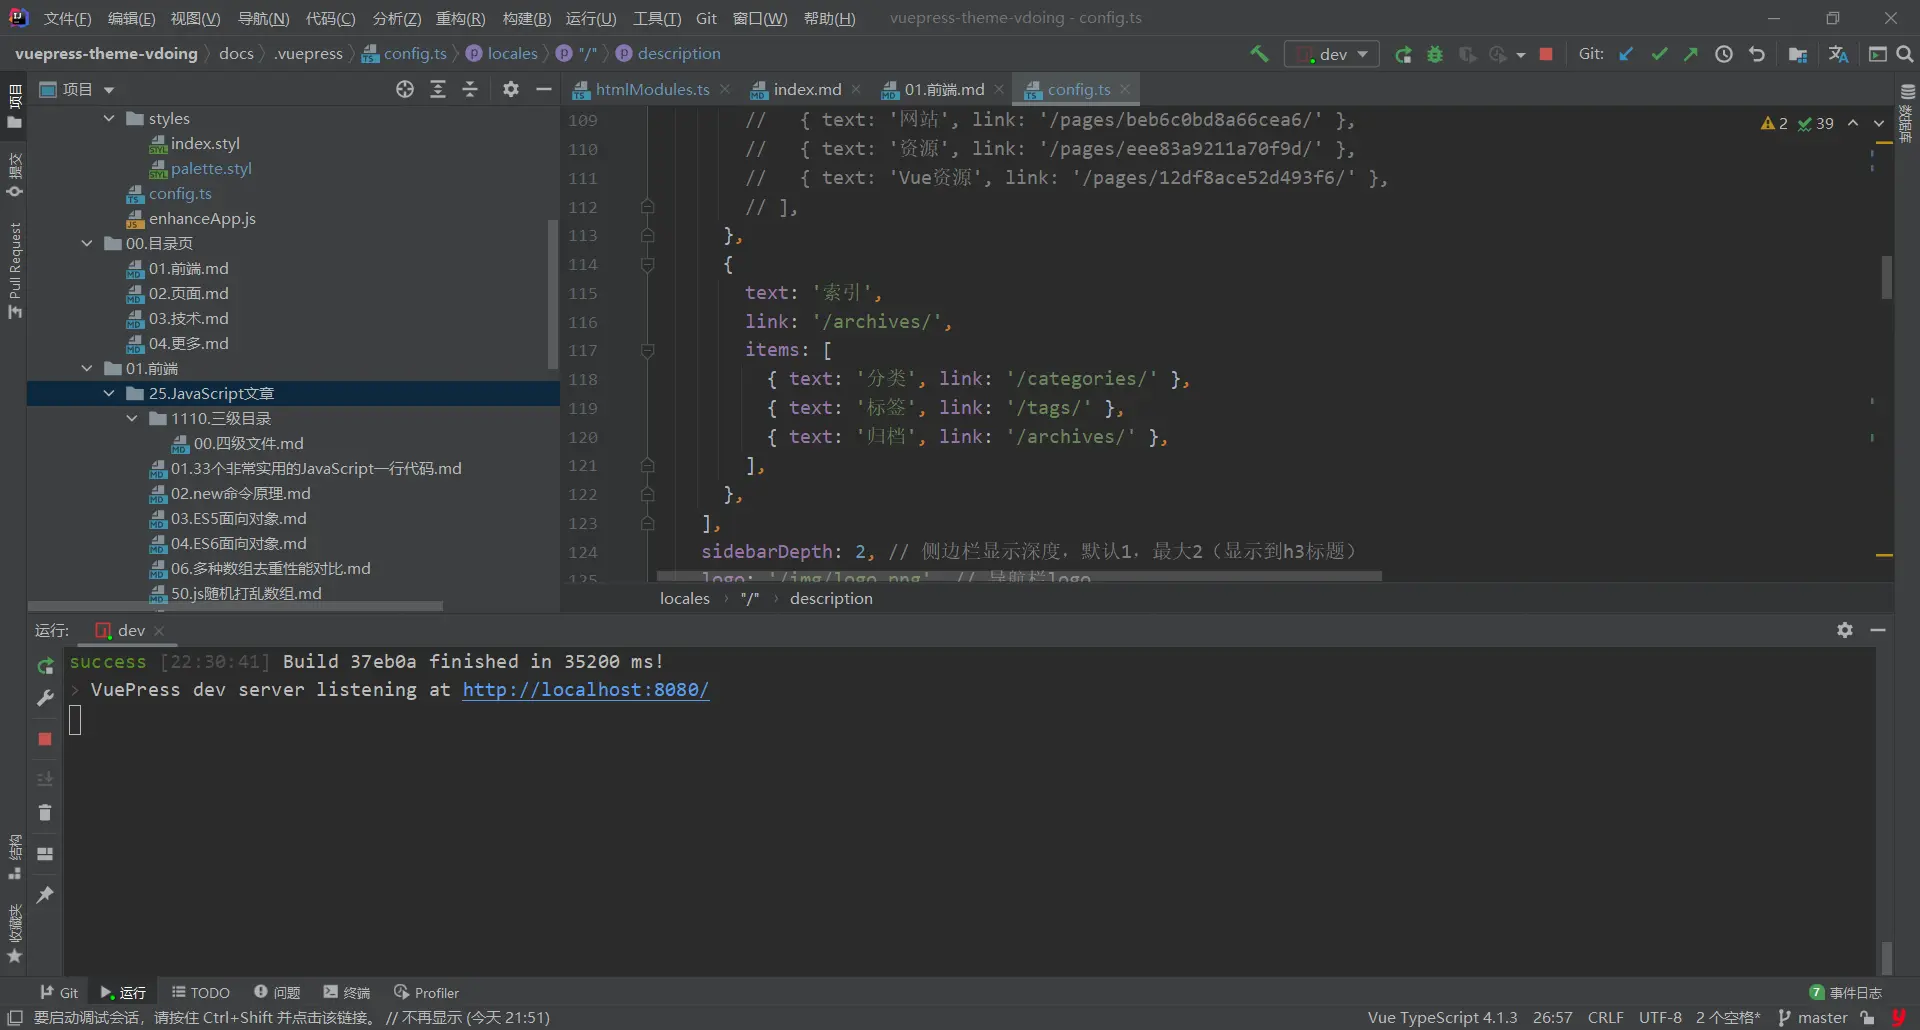 文件(F) 编辑(E) 视图(V) 导航(N) 代码(C) 分析(Z) 重构(R) 构建(B) 运行(U) 工具(T) Git 窗口(W) 帮助(H) vuepress-theme-vdoing - config.ts
vuepress-theme-vdoing docs .vuepress config.ts locales "/" description dev Git:
项目
htmlModules.ts index.md 01.前端.md config.ts
项目
提交
Pull Request
结构
收藏夹
数据库
styles
index.styl
palette.styl
config.ts
enhanceApp.js
00.目录页
01.前端.md
02.页面.md
03.技术.md
04.更多.md
01.前端
25.JavaScript文章
1110.三级目录
00.四级文件.md
01.33个非常实用的JavaScript一行代码.md
02.new命令原理.md
03.ES5面向对象.md
04.ES6面向对象.md
06.多种数组去重性能对比.md
50.js随机打乱数组.md
2 39
109 // { text: '网站', link: '/pages/beb6c0bd8a66cea6/' },
110 // { text: '资源', link: '/pages/eee83a9211a70f9d/' },
111 // { text: 'Vue资源', link: '/pages/12df8ace52d493f6/' },
112 // ],
113 },
114 {
115 text: '索引',
116 link: '/archives/',
117 items: [
118 { text: '分类', link: '/categories/' },
119 { text: '标签', link: '/tags/' },
120 { text: '归档', link: '/archives/' },
121 ],
122 },
123 ],
124 sidebarDepth: 2, // 侧边栏显示深度，默认1，最大2（显示到h3标题）
125 logo: '/img/logo.png', // 导航栏logo
locales "/" description
运行: dev
success [22:30:41] Build 37eb0a finished in 35200 ms!
> VuePress dev server listening at http://localhost:8080/
Git 运行 TODO 问题 终端 Profiler 7 事件日志
要启动调试会话，请按住 Ctrl+Shift 并点击该链接。 // 不再显示 (今天 21:51) Vue TypeScript 4.1.3 26:57 CRLF UTF-8 2 个空格* master